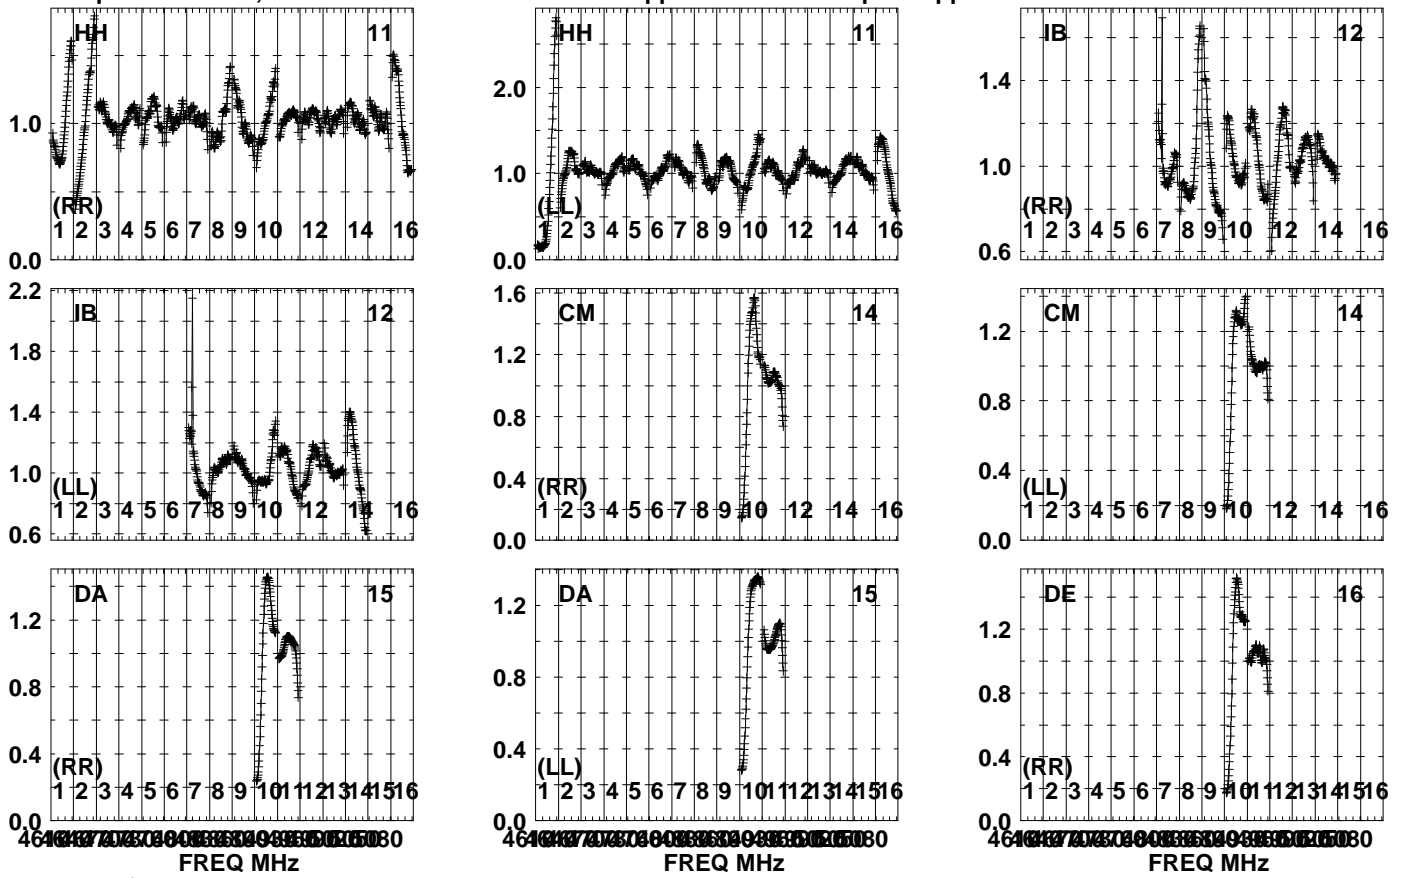 HH 11
1.0
(RR)
1 2 3 4 5 6 7 8 9 10 12 14 16
0.0
HH 11
2.0
1.0
(LL)
1 2 3 4 5 6 7 8 9 10 12 14 16
0.0
IB 12
1.4
1.0
(RR)
1 2 3 4 5 6 7 8 9 10 12 14 16
0.6
2.2
IB 12
1.8
1.4
1.0
(LL)
1 2 3 4 5 6 7 8 9 10 12 14 16
0.6
1.6
CM 14
1.2
0.8
0.4
(RR)
1 2 3 4 5 6 7 8 9 10 12 14 16
0.0
CM 14
1.2
0.8
0.4
(LL)
1 2 3 4 5 6 7 8 9 10 12 14 16
0.0
DA 15
1.2
0.8
0.4
(RR)
1 2 3 4 5 6 7 8 9 10 11 12 13 14 15 16
0.0
FREQ MHz
DA 15
1.2
0.8
0.4
(LL)
1 2 3 4 5 6 7 8 9 10 11 12 13 14 15 16
0.0
FREQ MHz
DE 16
1.2
0.8
0.4
(RR)
1 2 3 4 5 6 7 8 9 10 11 12 13 14 15 16
0.0
FREQ MHz